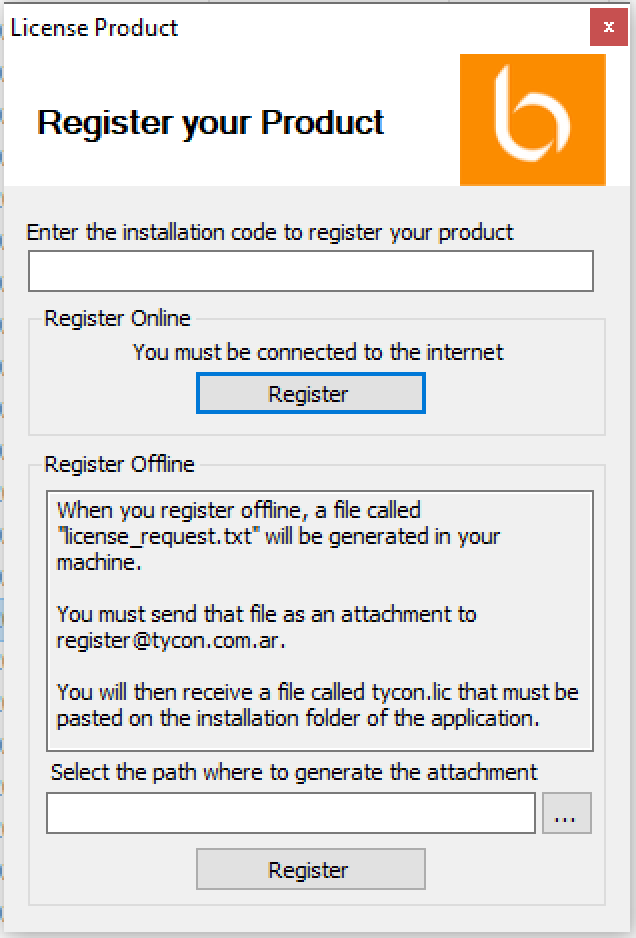 License Product
x
Register your Product
Enter the installation code to register your product
Register Online
You must be connected to the internet
Register
Register Offline
When you register offline, a file called
"license_request.txt" will be generated in your
machine.
You must send that file as an attachment to
register@tycon.com.ar.
You will then receive a file called tycon.lic that must be
pasted on the installation folder of the application.
Select the path where to generate the attachment
...
Register